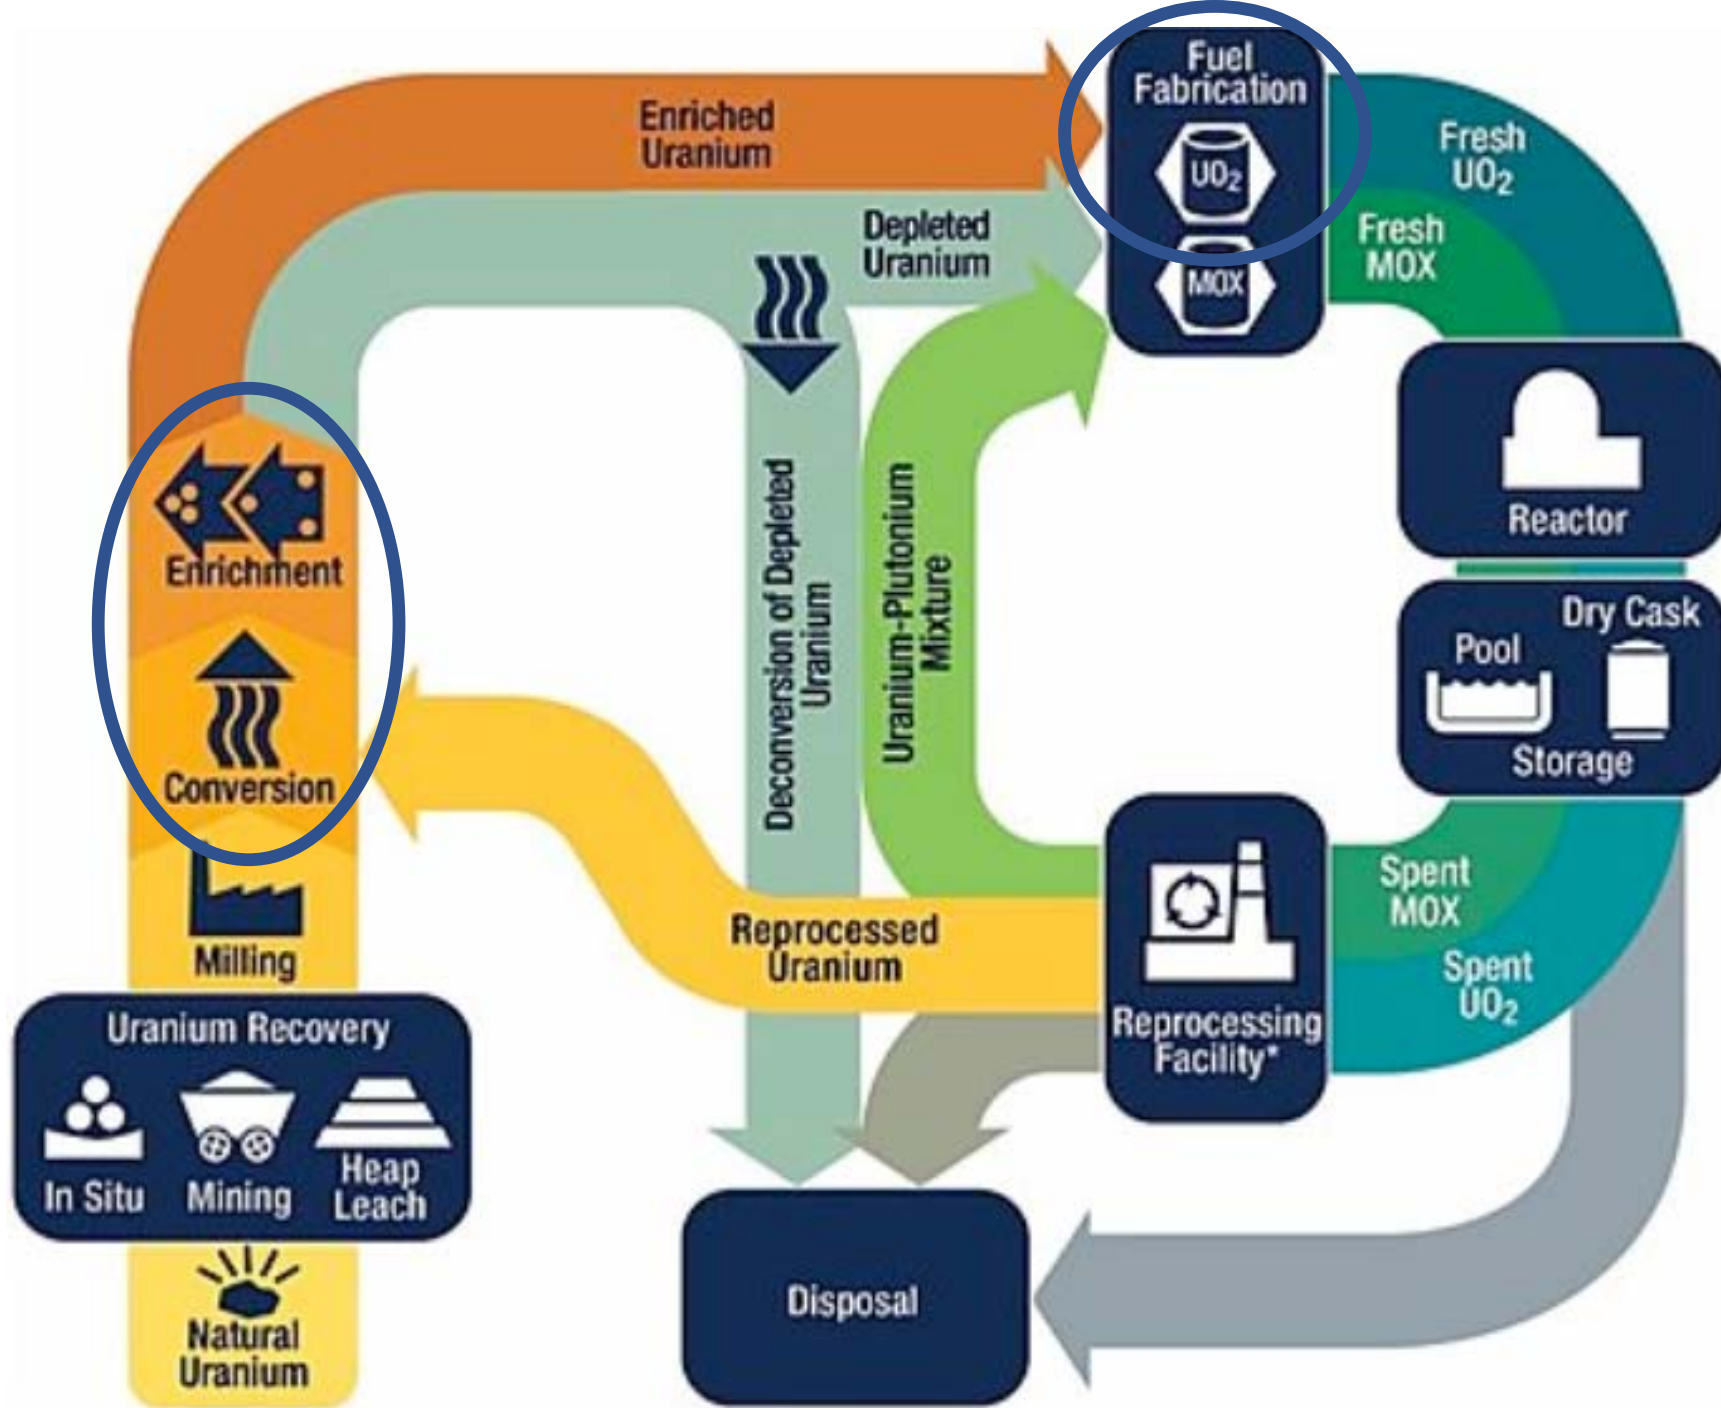 Fuel
Fabrication
UO₂
MOX
Enriched
Uranium
Depleted
Uranium
Fresh
UO₂
Fresh
MOX
Reactor
Dry Cask
Pool
Storage
Enrichment
Conversion
Milling
Deconversion of Depleted
Uranium
Uranium-Plutonium
Mixture
Reprocessed
Uranium
Reprocessing
Facility*
Spent
MOX
Spent
UO₂
Uranium Recovery
In Situ
Mining
Heap
Leach
Natural
Uranium
Disposal